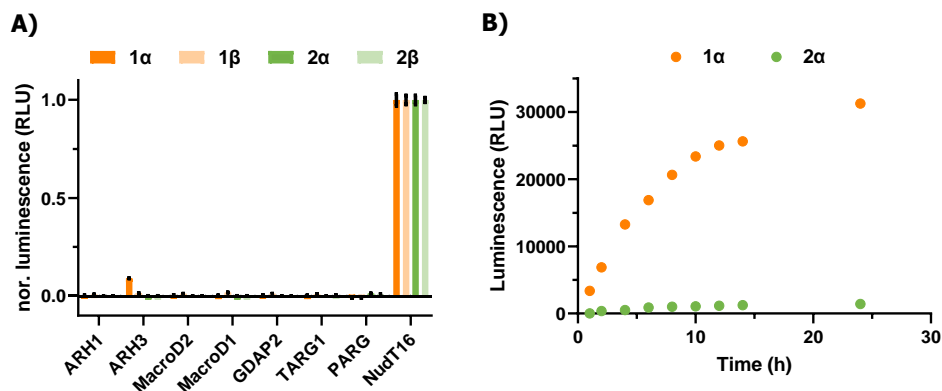 A)
1α 1β 2α 2β
nor. luminescence (RLU)
1.0
0.5
0.0
ARH1
ARH3
MacroD2
MacroD1
GDAP2
TARG1
PARG
NudT16
B)
1α 2α
Luminescence (RLU)
30000
20000
10000
0
0 10 20 30
Time (h)